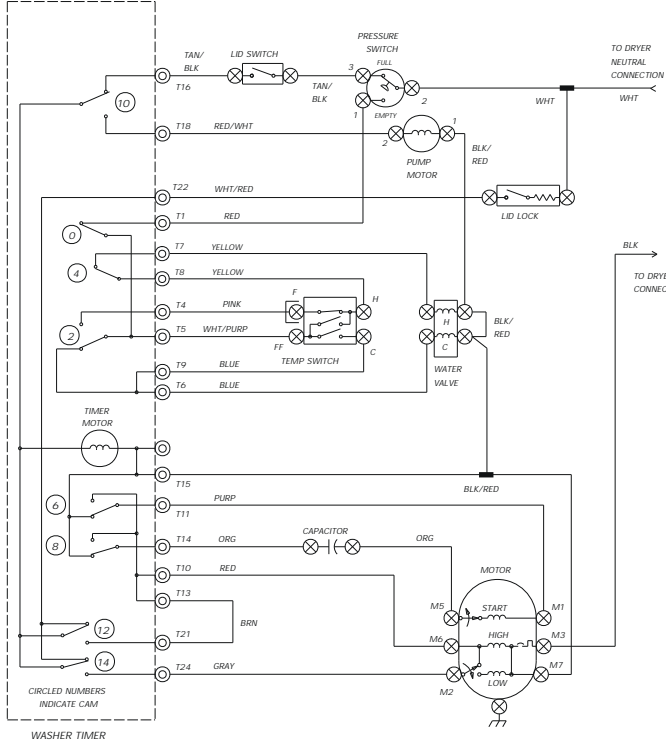 PRESSURE
SWITCH
FULL
TAN/
BLK
LID SWITCH
3
TO DRYER
NEUTRAL
CONNECTION
T16
10
TAN/
BLK
2
WHT
WHT
1
EMPTY
T18
RED/WHT
2
1
PUMP
MOTOR
BLK/
RED
T22
WHT/RED
LID LOCK
T1
RED
0
T7
YELLOW
BLK
4
T8
YELLOW
TO DRYE
CONNEC
F
H
T4
PINK
2
T5
WHT/PURP
H
BLK/
RED
FF
C
C
TEMP SWITCH
T9
BLUE
WATER
VALVE
T6
BLUE
TIMER
MOTOR
T15
BLK/RED
6
PURP
T11
8
T14
ORG
CAPACITOR
ORG
T10
RED
MOTOR
T13
M5
START
M1
BRN
12
T21
M6
HIGH
M3
14
T24
GRAY
M7
LOW
M2
CIRCLED NUMBERS
INDICATE CAM
WASHER TIMER